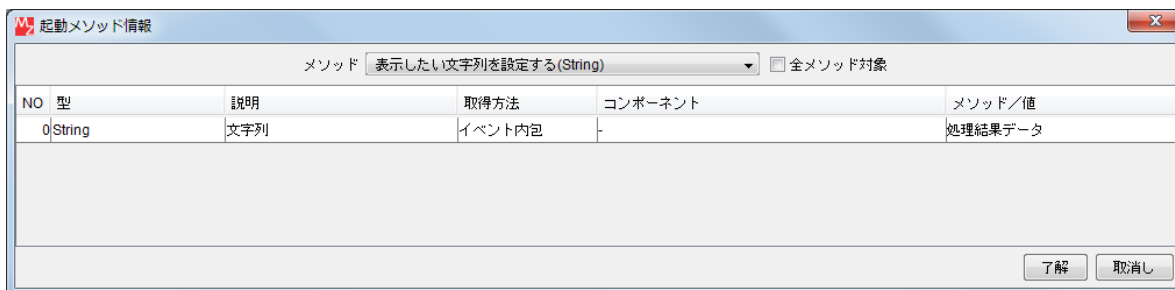 起動メソッド情報
メソッド 表示したい文字列を設定する(String) 全メソッド対象
NO 型 説明 取得方法 コンポーネント メソッド／値
0 String 文字列 イベント内包 - 処理結果データ
了解 取消し